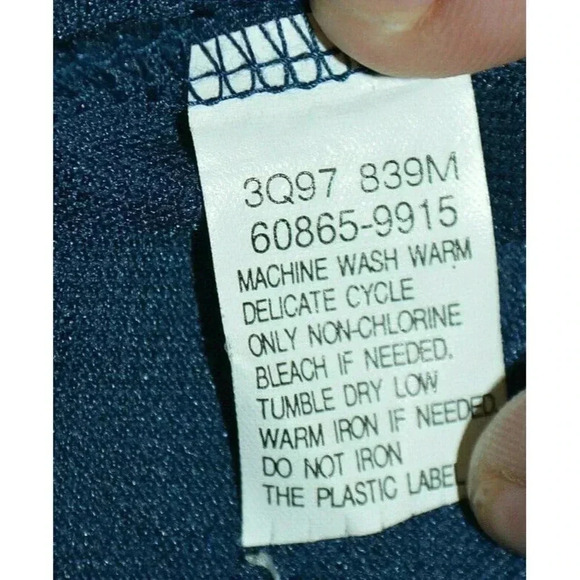 3Q97 839M
60865-9915
MACHINE WASH WARM
DELICATE CYCLE
ONLY NON-CHLORINE
BLEACH IF NEEDED.
TUMBLE DRY LOW
WARM IRON IF NEEDED.
DO NOT IRON
THE PLASTIC LABEL